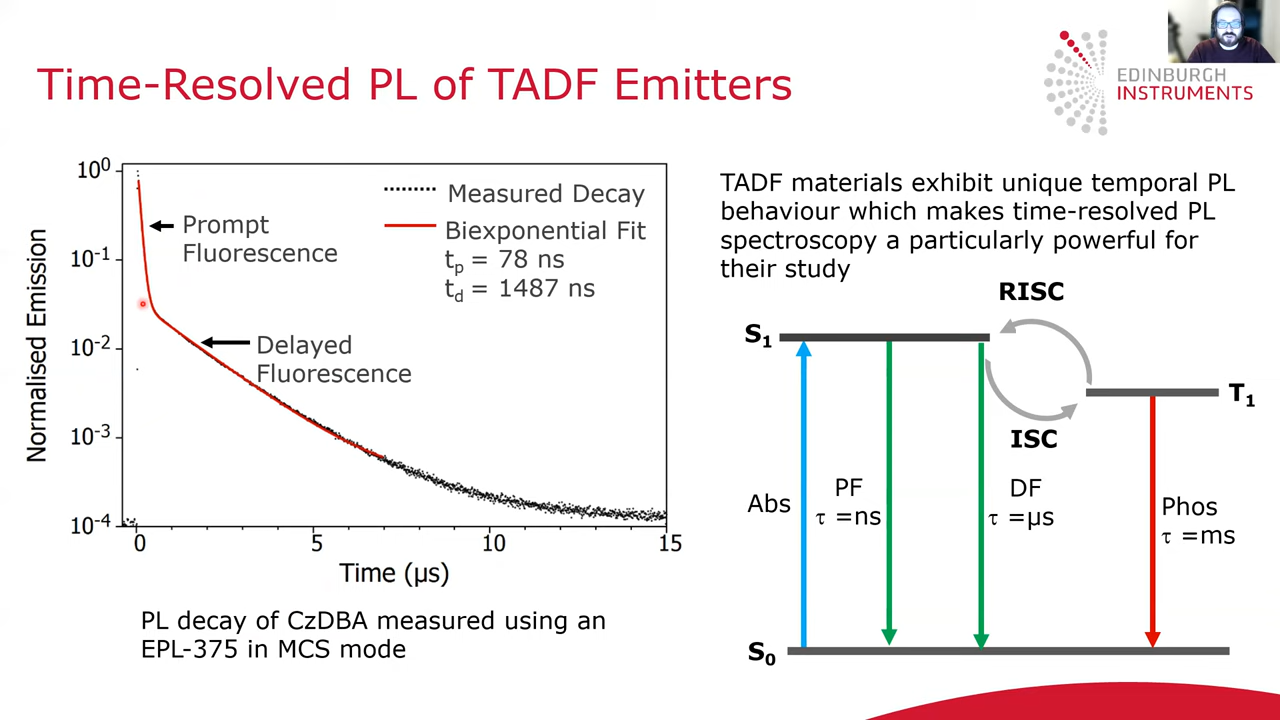 Time-Resolved PL of TADF Emitters
EDINBURGH
INSTRUMENTS
Normalised Emission
10⁰
10⁻¹
10⁻²
10⁻³
10⁻⁴
Prompt
Fluorescence
Delayed
Fluorescence
Measured Decay
Biexponential Fit
tₚ = 78 ns
t_d = 1487 ns
0
5
10
15
Time (µs)
PL decay of CzDBA measured using an
EPL-375 in MCS mode
TADF materials exhibit unique temporal PL
behaviour which makes time-resolved PL
spectroscopy a particularly powerful for
their study
RISC
S₁
T₁
ISC
Abs
PF
τ =ns
DF
τ =µs
Phos
τ =ms
S₀